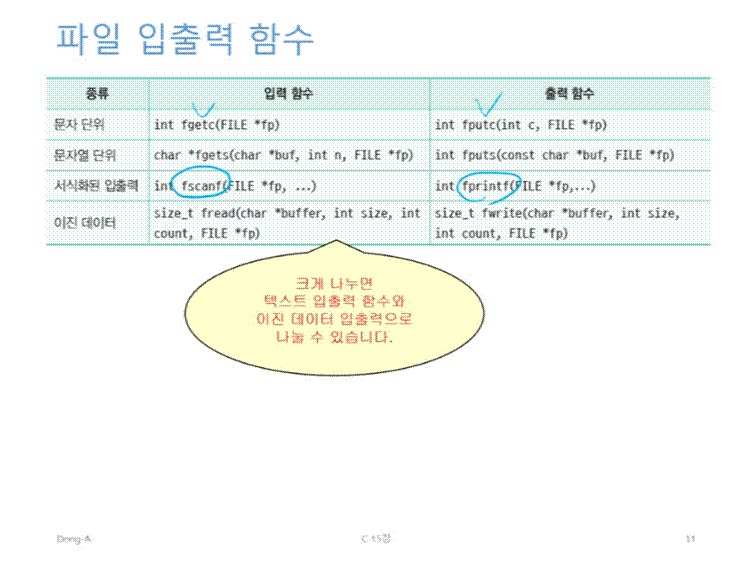 파일 입출력 함수
종류 입력 함수 출력 함수
문자 단위 int fgetc(FILE *fp) int fputc(int c, FILE *fp)
문자열 단위 char *fgets(char *buf, int n, FILE *fp) int fputs(const char *buf, FILE *fp)
서식화된 입출력 int fscanf(FILE *fp, ...) int fprintf(FILE *fp,...)
이진 데이터 size_t fread(char *buffer, int size, int size_t fwrite(char *buffer, int size,
count, FILE *fp) int count, FILE *fp)
크게 나누면
텍스트 입출력 함수와
이진 데이터 입출력으로
나눌 수 있습니다.
Dong-A C 15장 11